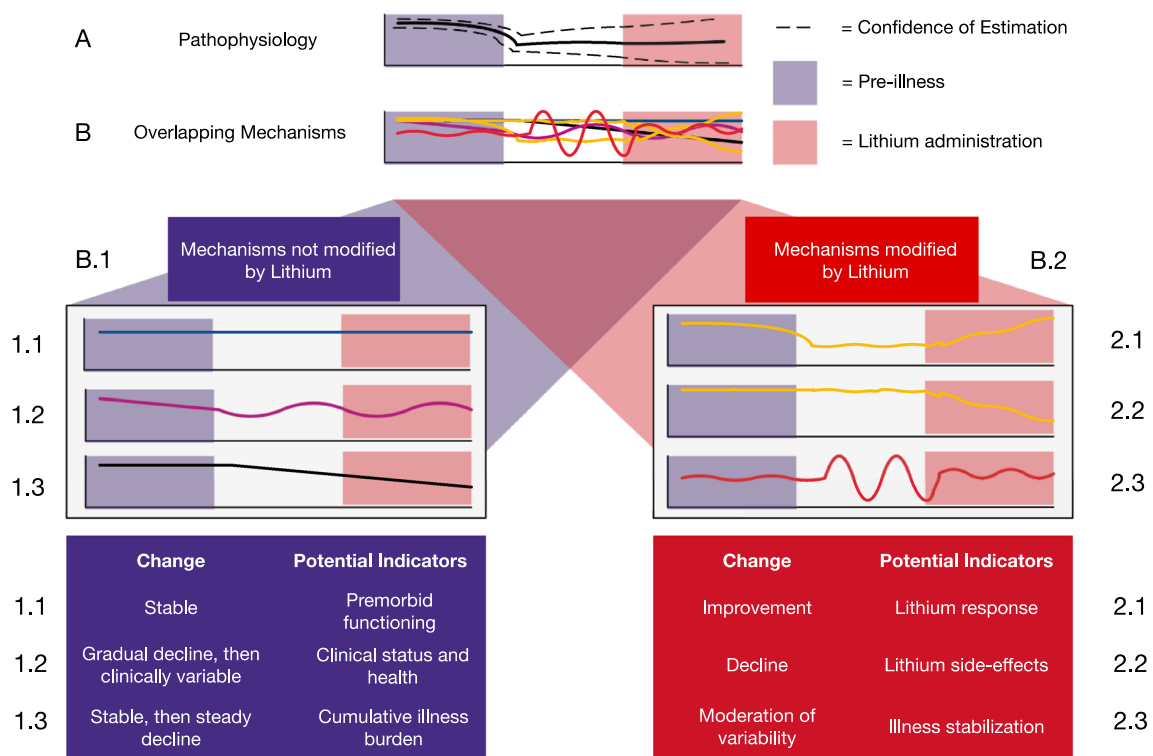 A
Pathophysiology
= Confidence of Estimation
= Pre-illness
B
Overlapping Mechanisms
= Lithium administration
B.1
Mechanisms not modified
by Lithium
Mechanisms modified
by Lithium
B.2
1.1
1.2
1.3
2.1
2.2
2.3
Change
Potential Indicators
1.1
Stable
Premorbid
functioning
1.2
Gradual decline, then
clinically variable
Clinical status and
health
1.3
Stable, then steady
decline
Cumulative illness
burden
Change
Potential Indicators
Improvement
Lithium response
2.1
Decline
Lithium side-effects
2.2
Moderation of
variability
Illness stabilization
2.3